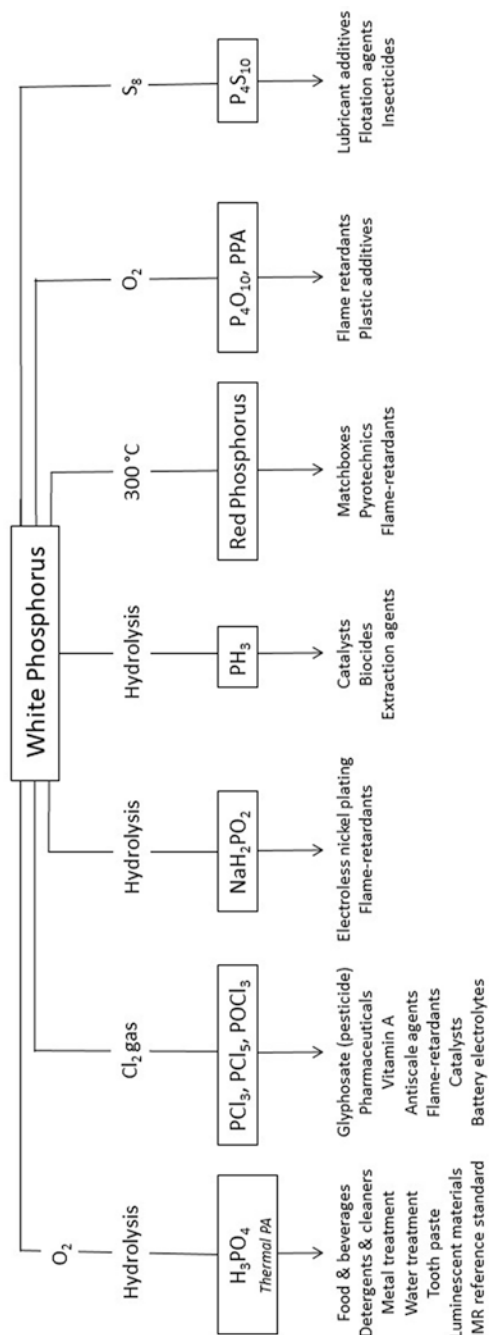 White Phosphorus
O₂
Hydrolysis
H₃PO₄
Thermal PA
Food & beverages
Detergents & cleaners
Metal treatment
Water treatment
Tooth paste
uminescent materials
MR reference standard
Cl₂ gas
PCl₃, PCl₅, POCl₃
Glyphosate (pesticide)
Pharmaceuticals
Vitamin A
Antiscale agents
Flame-retardants
Catalysts
Battery electrolytes
Hydrolysis
NaH₂PO₂
Electroless nickel plating
Flame-retardants
Hydrolysis
PH₃
Catalysts
Biocides
Extraction agents
300 °C
Red Phosphorus
Matchboxes
Pyrotechnics
Flame-retardants
O₂
P₄O₁₀, PPA
Flame retardants
Plastic additives
S₈
P₄S₁₀
Lubricant additives
Flotation agents
Insecticides